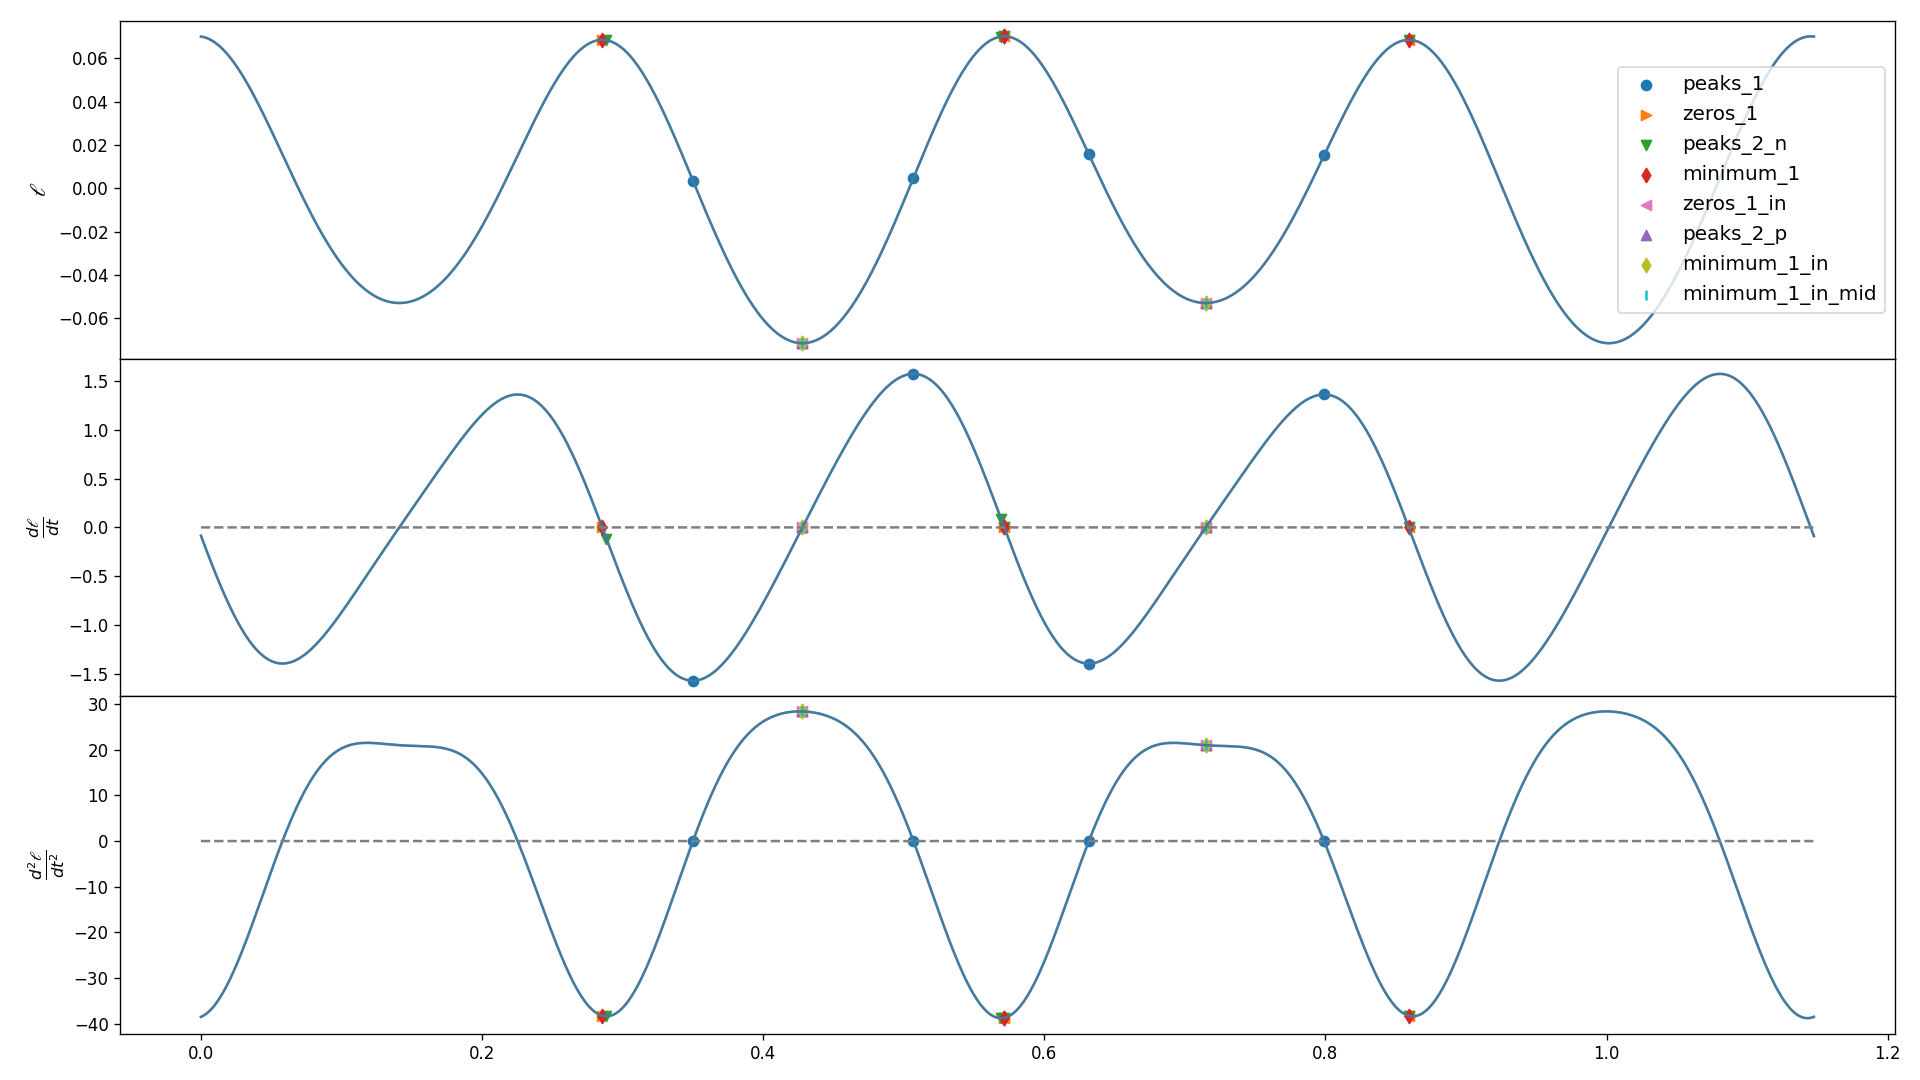 0.06
0.04
0.02
0.00
−0.02
−0.04
−0.06
ℓ
peaks_1
zeros_1
peaks_2_n
minimum_1
zeros_1_in
peaks_2_p
minimum_1_in
minimum_1_in_mid
1.5
1.0
0.5
0.0
−0.5
−1.0
−1.5
dℓ/dt
30
20
10
0
−10
−20
−30
−40
d²ℓ/dt²
0.0 0.2 0.4 0.6 0.8 1.0 1.2